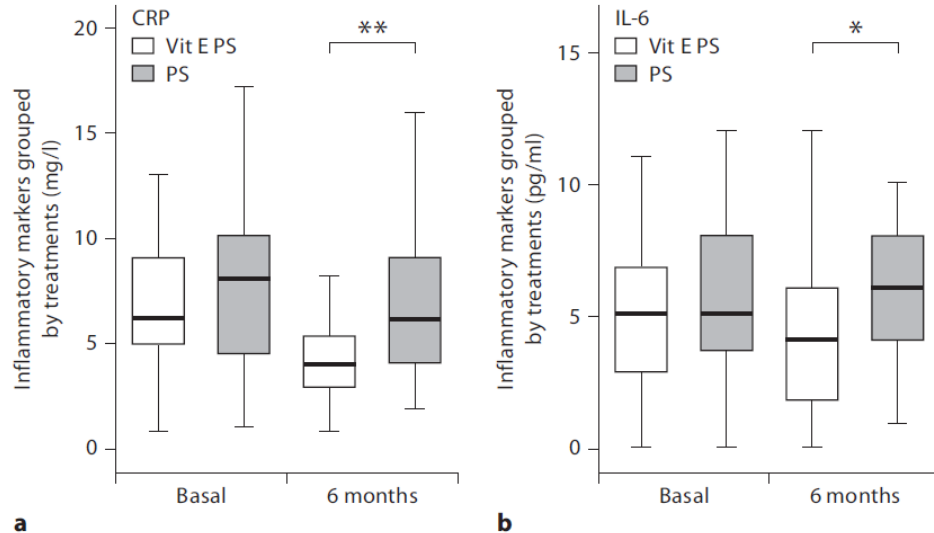 CRP
Vit E PS
PS
**
20
15
10
5
0
Inflammatory markers grouped
by treatments (mg/l)
Basal
6 months
a
IL-6
Vit E PS
PS
*
15
10
5
0
Inflammatory markers grouped
by treatments (pg/ml)
Basal
6 months
b